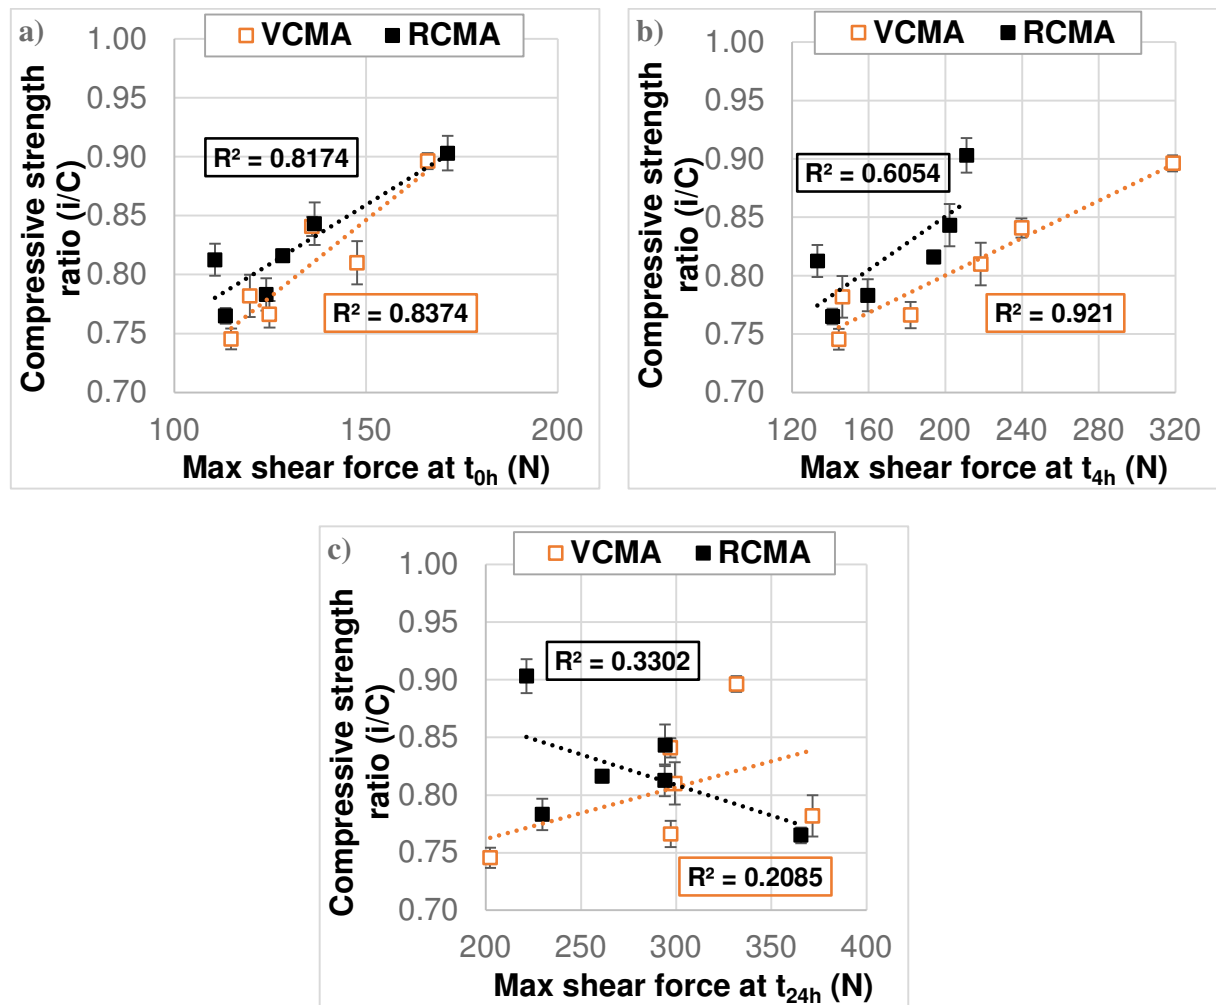 a)
VCMA RCMA
R² = 0.8174
R² = 0.8374
Compressive strength
ratio (i/C)
1.00
0.95
0.90
0.85
0.80
0.75
0.70
100 150 200
Max shear force at t0h (N)
b)
VCMA RCMA
R² = 0.6054
R² = 0.921
Compressive strength
ratio (i/C)
1.00
0.95
0.90
0.85
0.80
0.75
0.70
120 160 200 240 280 320
Max shear force at t4h (N)
c)
VCMA RCMA
R² = 0.3302
R² = 0.2085
Compressive strength
ratio (i/C)
1.00
0.95
0.90
0.85
0.80
0.75
0.70
200 250 300 350 400
Max shear force at t24h (N)